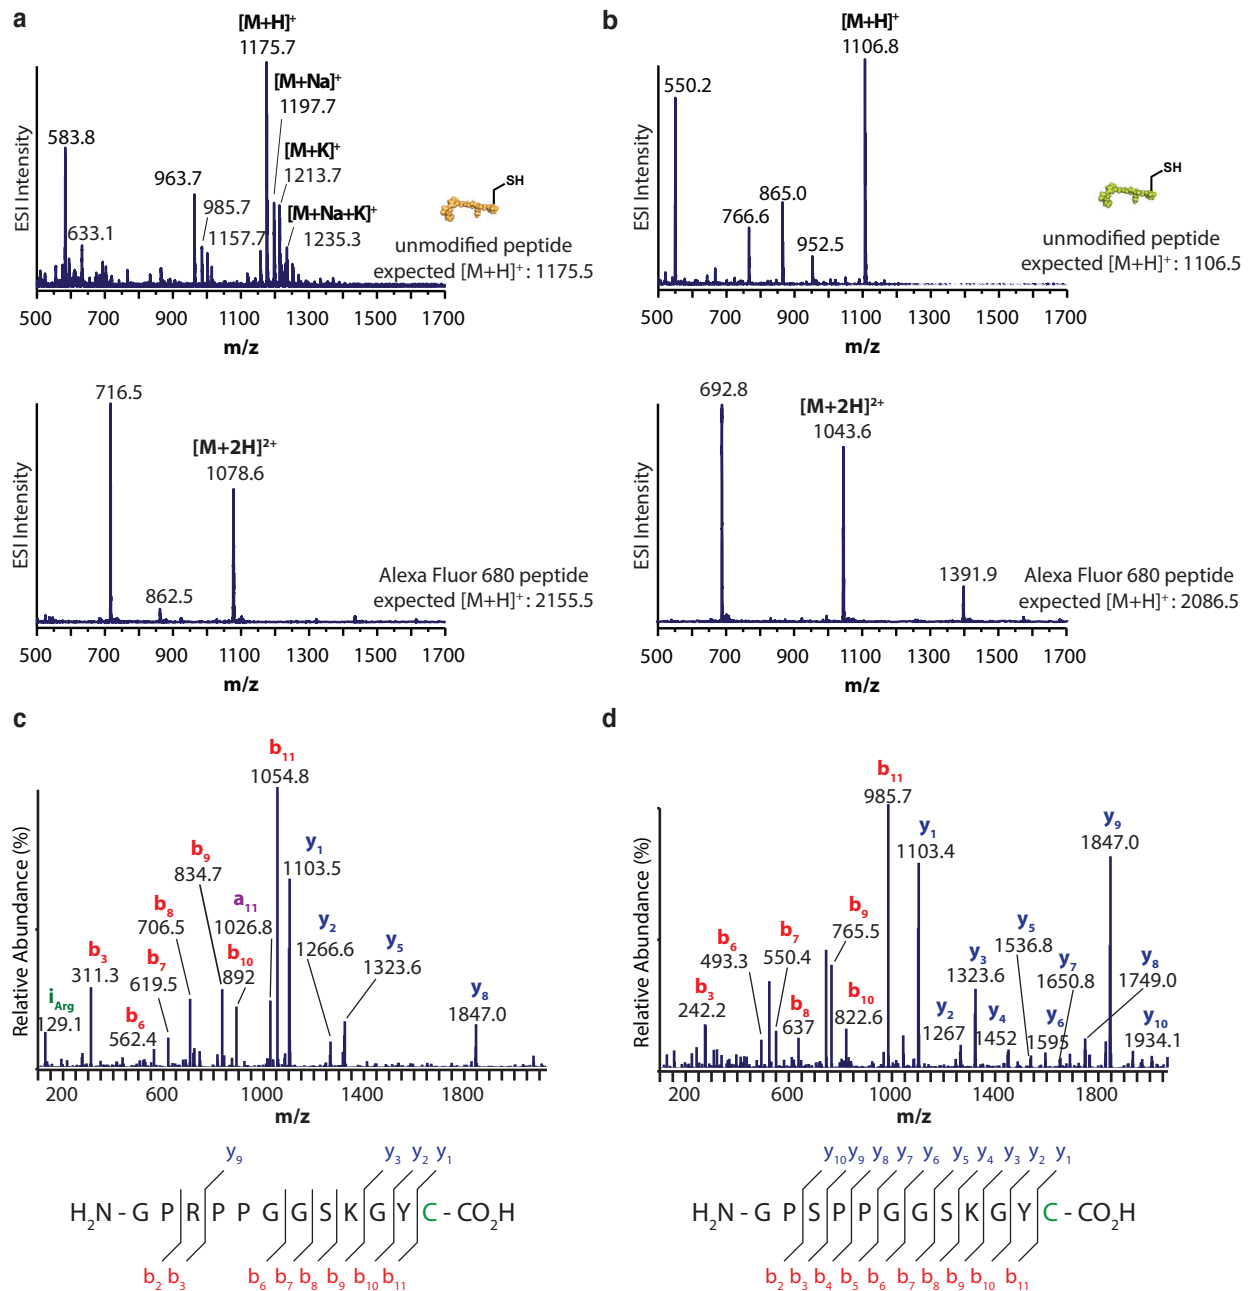 a
[M+H]⁺
1175.7
[M+Na]⁺
1197.7
[M+K]⁺
1213.7
[M+Na+K]⁺
1235.3
583.8
633.1
963.7
985.7
1157.7
SH
unmodified peptide
expected [M+H]⁺: 1175.5
ESI Intensity
500 700 900 1100 1300 1500 1700
m/z
b
[M+H]⁺
1106.8
550.2
766.6
865.0
952.5
SH
unmodified peptide
expected [M+H]⁺: 1106.5
ESI Intensity
500 700 900 1100 1300 1500 1700
m/z
716.5
[M+2H]²⁺
1078.6
862.5
Alexa Fluor 680 peptide
expected [M+H]⁺: 2155.5
ESI Intensity
500 700 900 1100 1300 1500 1700
m/z
692.8
[M+2H]²⁺
1043.6
1391.9
Alexa Fluor 680 peptide
expected [M+H]⁺: 2086.5
ESI Intensity
500 700 900 1100 1300 1500 1700
m/z
c
b₁₁
1054.8
y₁
1103.5
b₉
834.7
a₁₁
1026.8
b₈
706.5
y₂
1266.6
y₅
1323.6
b₃
311.3
b₇
619.5
b₁₀
892
i_Arg
129.1
b₆
562.4
y₈
1847.0
Relative Abundance (%)
200 600 1000 1400 1800
m/z
y₉ y₃ y₂ y₁
H₂N - G P R P P G G S K G Y C - CO₂H
b₂ b₃ b₆ b₇ b₈ b₉ b₁₀ b₁₁
d
b₁₁
985.7
y₁
1103.4
y₉
1847.0
b₉
765.5
b₆
493.3
b₇
550.4
y₅
1536.8
y₃
1323.6
y₇
1650.8
y₈
1749.0
b₃
242.2
b₈
637
b₁₀
822.6
y₂
1267
y₄
1452
y₆
1595
y₁₀
1934.1
Relative Abundance (%)
200 600 1000 1400 1800
m/z
y₁₀ y₉ y₈ y₇ y₆ y₅ y₄ y₃ y₂ y₁
H₂N - G P S P P G G S K G Y C - CO₂H
b₂ b₃ b₄ b₅ b₆ b₇ b₈ b₉ b₁₀ b₁₁